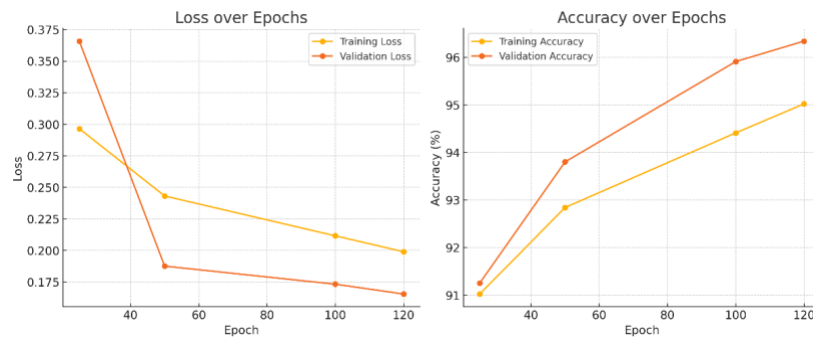 Loss over Epochs
0.375
0.350
0.325
0.300
0.275
0.250
0.225
0.200
0.175
Loss
Training Loss
Validation Loss
40
60
80
100
120
Epoch
Accuracy over Epochs
96
95
94
93
92
91
Accuracy (%)
Training Accuracy
Validation Accuracy
40
60
80
100
120
Epoch